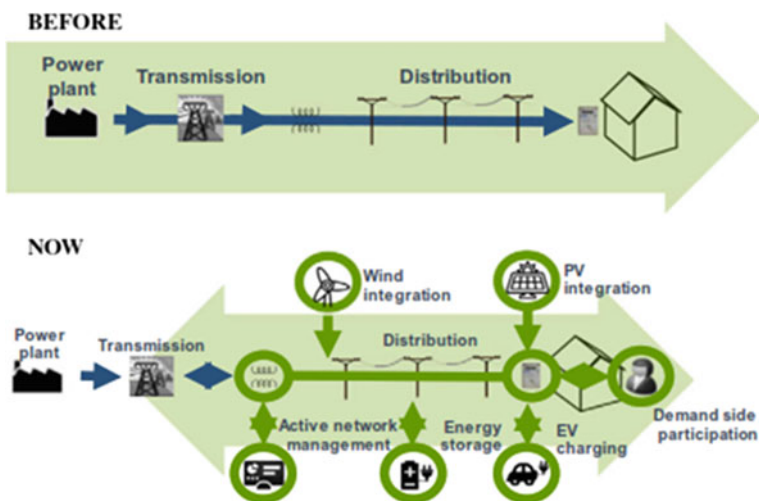 BEFORE
Power
plant
Transmission
Distribution
NOW
Wind
integration
PV
integration
Power
plant
Transmission
Distribution
Active network
management
Energy
storage
EV
charging
Demand side
participation